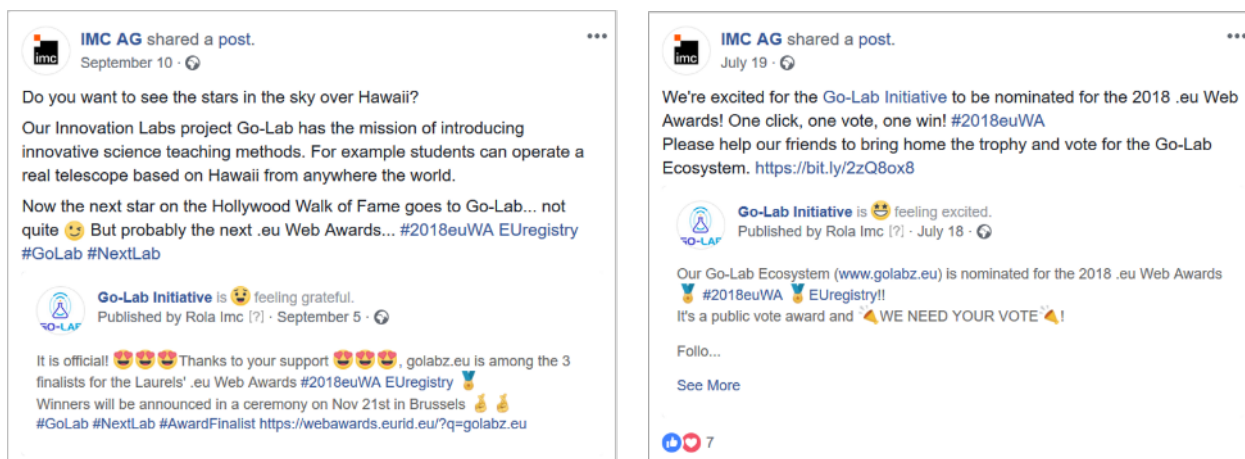 IMC AG shared a post.
September 10 ·
imc
Do you want to see the stars in the sky over Hawaii?
Our Innovation Labs project Go-Lab has the mission of introducing
innovative science teaching methods. For example students can operate a
real telescope based on Hawaii from anywhere the world.
Now the next star on the Hollywood Walk of Fame goes to Go-Lab... not
quite 😉 But probably the next .eu Web Awards... #2018euWA EUregistry
#GoLab #NextLab
Go-Lab Initiative is 😯 feeling grateful.
Published by Rola Imc [?] · September 5 ·
GO-LAB
It is official! 😍😍😍Thanks to your support 😍😍😍, golabz.eu is among the 3
finalists for the Laurels' .eu Web Awards #2018euWA EUregistry 🏅
Winners will be announced in a ceremony on Nov 21st in Brussels 🤞🤞
#GoLab #NextLab #AwardFinalist https://webawards.eurid.eu/?q=golabz.eu
IMC AG shared a post.
July 19 ·
imc
We're excited for the Go-Lab Initiative to be nominated for the 2018 .eu Web
Awards! One click, one vote, one win! #2018euWA
Please help our friends to bring home the trophy and vote for the Go-Lab
Ecosystem. https://bit.ly/2zQ8ox8
Go-Lab Initiative is 🤩 feeling excited.
Published by Rola Imc [?] · July 18 ·
GO-LAB
Our Go-Lab Ecosystem (www.golabz.eu) is nominated for the 2018 .eu Web Awards
🏅 #2018euWA 🏅 EUregistry!!
It's a public vote award and 📣WE NEED YOUR VOTE📣!
Follo...
See More
7